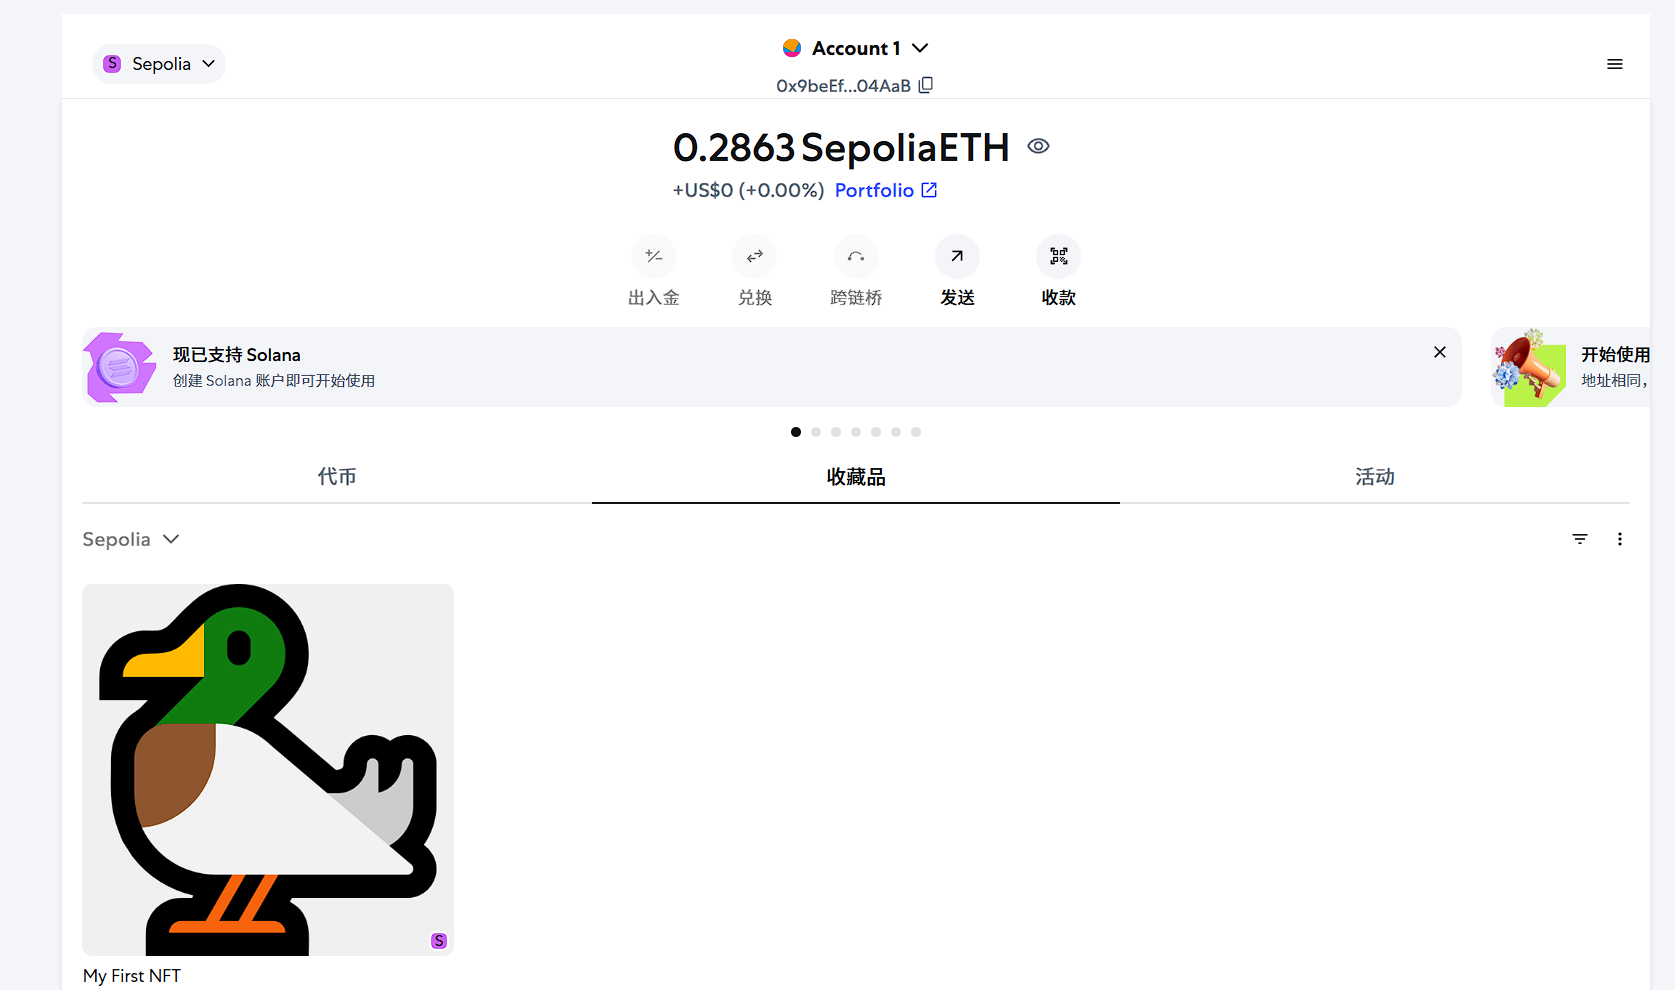 S Sepolia
Account 1
0x9beEf...04AaB
0.2863 SepoliaETH
+US$0 (+0.00%) Portfolio
出入金
兑换
跨链桥
发送
收款
现已支持 Solana
创建 Solana 账户即可开始使用
开始使用
地址相同，
代币
收藏品
活动
Sepolia
S
My First NFT